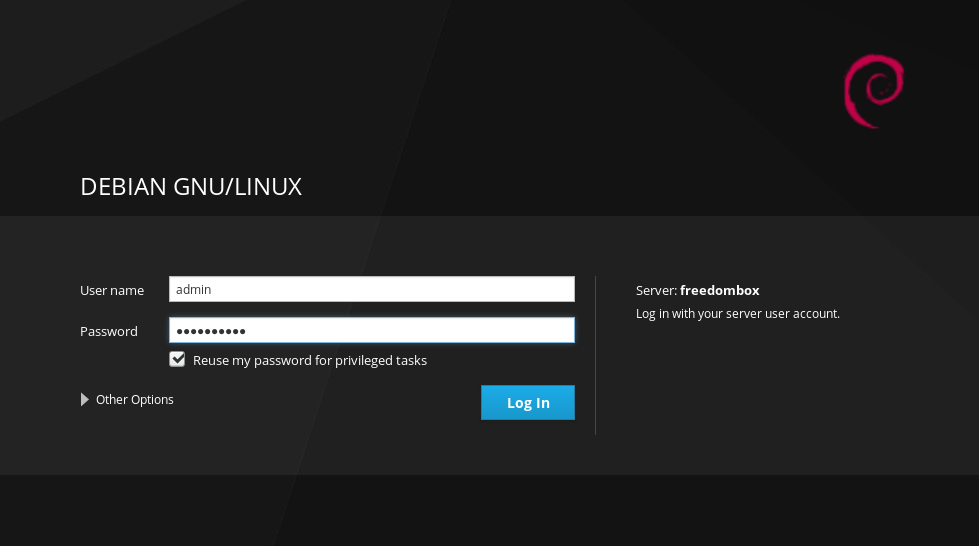 DEBIAN GNU/LINUX
User name admin
Password ••••••••••
Reuse my password for privileged tasks
Other Options
Log In
Server: freedombox
Log in with your server user account.